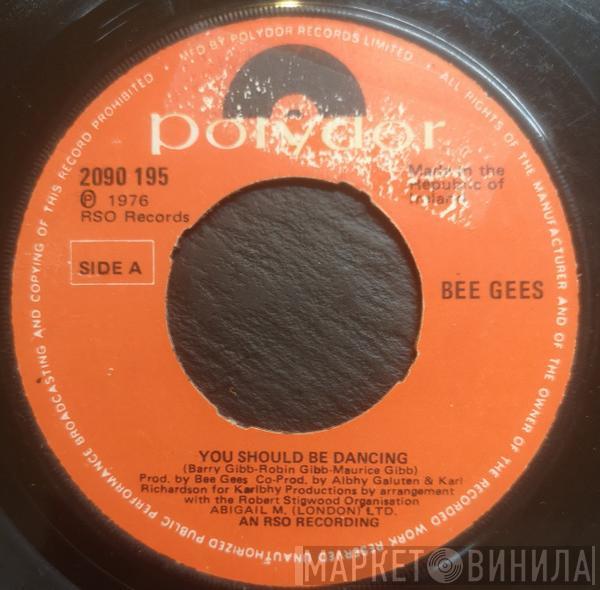 MFD BY POLYDOR RECORDS LIMITED · ALL RIGHTS OF THE MANUFACTURER AND OF THE OWNER OF THE RECORDED WORK RESERVED UNAUTHORIZED PUBLIC PERFORMANCE BROADCASTING AND COPYING OF THIS RECORD PROHIBITED
polydor
2090 195
℗ 1976
RSO Records
Made in the
Republic of
Ireland
SIDE A
BEE GEES
YOU SHOULD BE DANCING
(Barry Gibb-Robin Gibb-Maurice Gibb)
Prod. by Bee Gees Co-Prod. by Albhy Galuten & Karl
Richardson for Karlbhy Productions by arrangement
with the Robert Stigwood Organisation
ABIGAIL M. (LONDON) LTD.
AN RSO RECORDING
МАРКЕТ ВИНИЛА